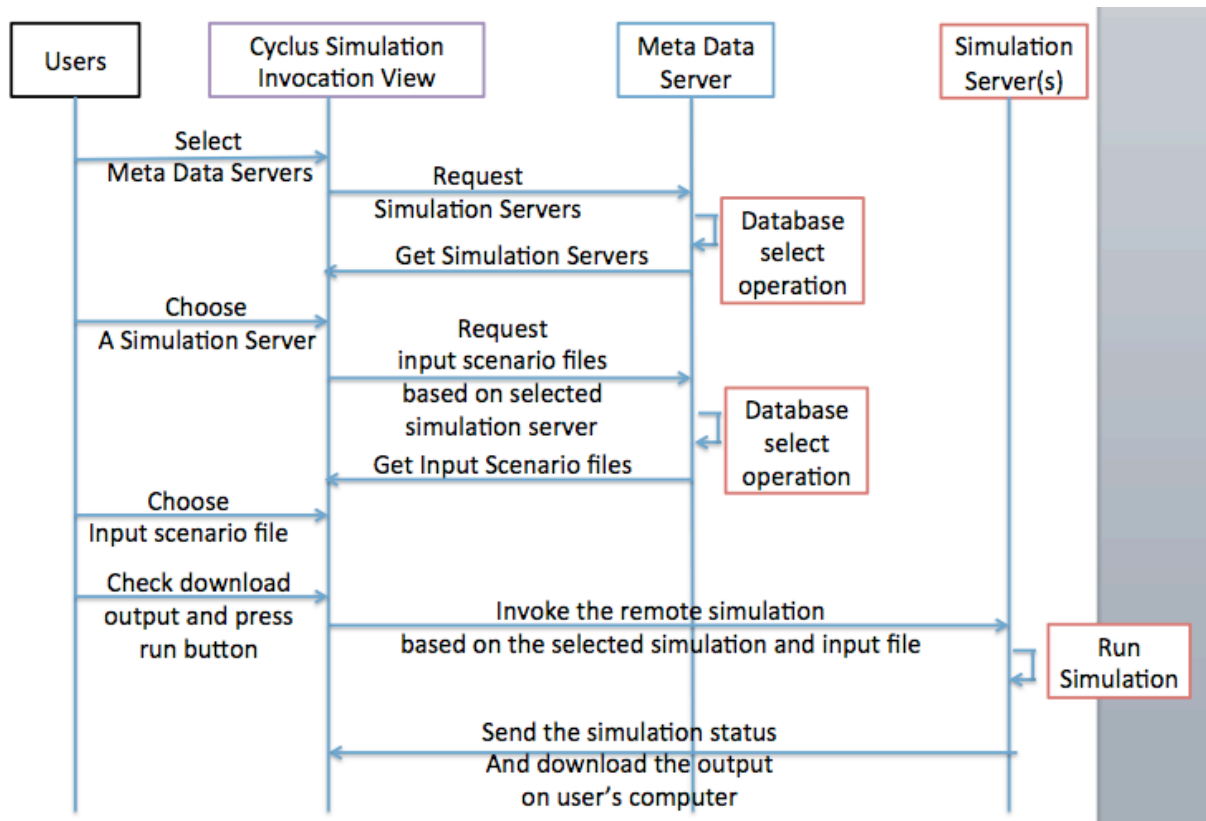 Users
Cyclus Simulation
Invocation View
Meta Data
Server
Simulation
Server(s)
Select
Meta Data Servers
Request
Simulation Servers
Database
select
operation
Get Simulation Servers
Choose
A Simulation Server
Request
input scenario files
based on selected
simulation server
Database
select
operation
Get Input Scenario files
Choose
Input scenario file
Check download
output and press
run button
Invoke the remote simulation
based on the selected simulation and input file
Run
Simulation
Send the simulation status
And download the output
on user's computer